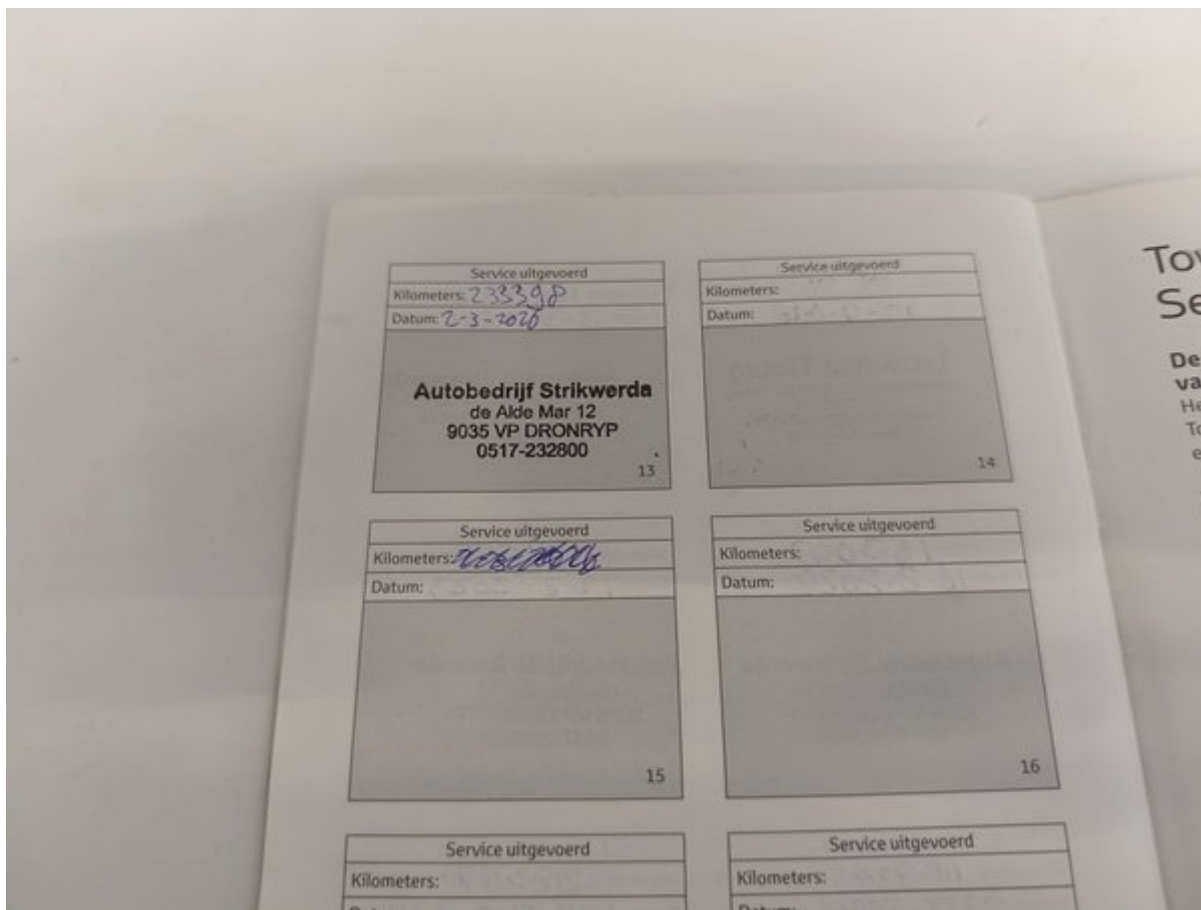 Service uitgevoerd
Kilometers: 233398
Datum: 2-3-2020
Autobedrijf Strikwerda
de Alde Mar 12
9035 VP DRONRYP
0517-232800
13
Service uitgevoerd
Kilometers:
Datum:
14
Service uitgevoerd
Kilometers:
Datum:
15
Service uitgevoerd
Kilometers:
Datum:
16
Service uitgevoerd
Kilometers:
Service uitgevoerd
Kilometers:
De